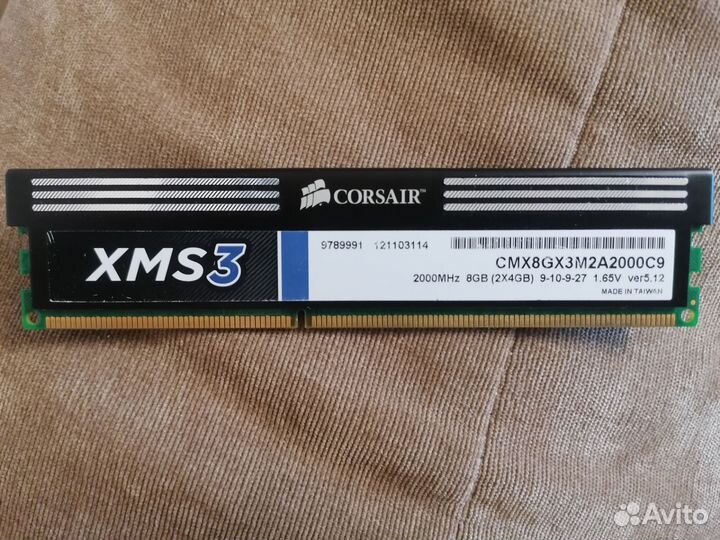 CORSAIR™
XMS3
9789991 121103114
CMX8GX3M2A2000C9
2000MHz 8GB (2X4GB) 9-10-9-27 1.65V ver5.12
MADE IN TAIWAN
Avito